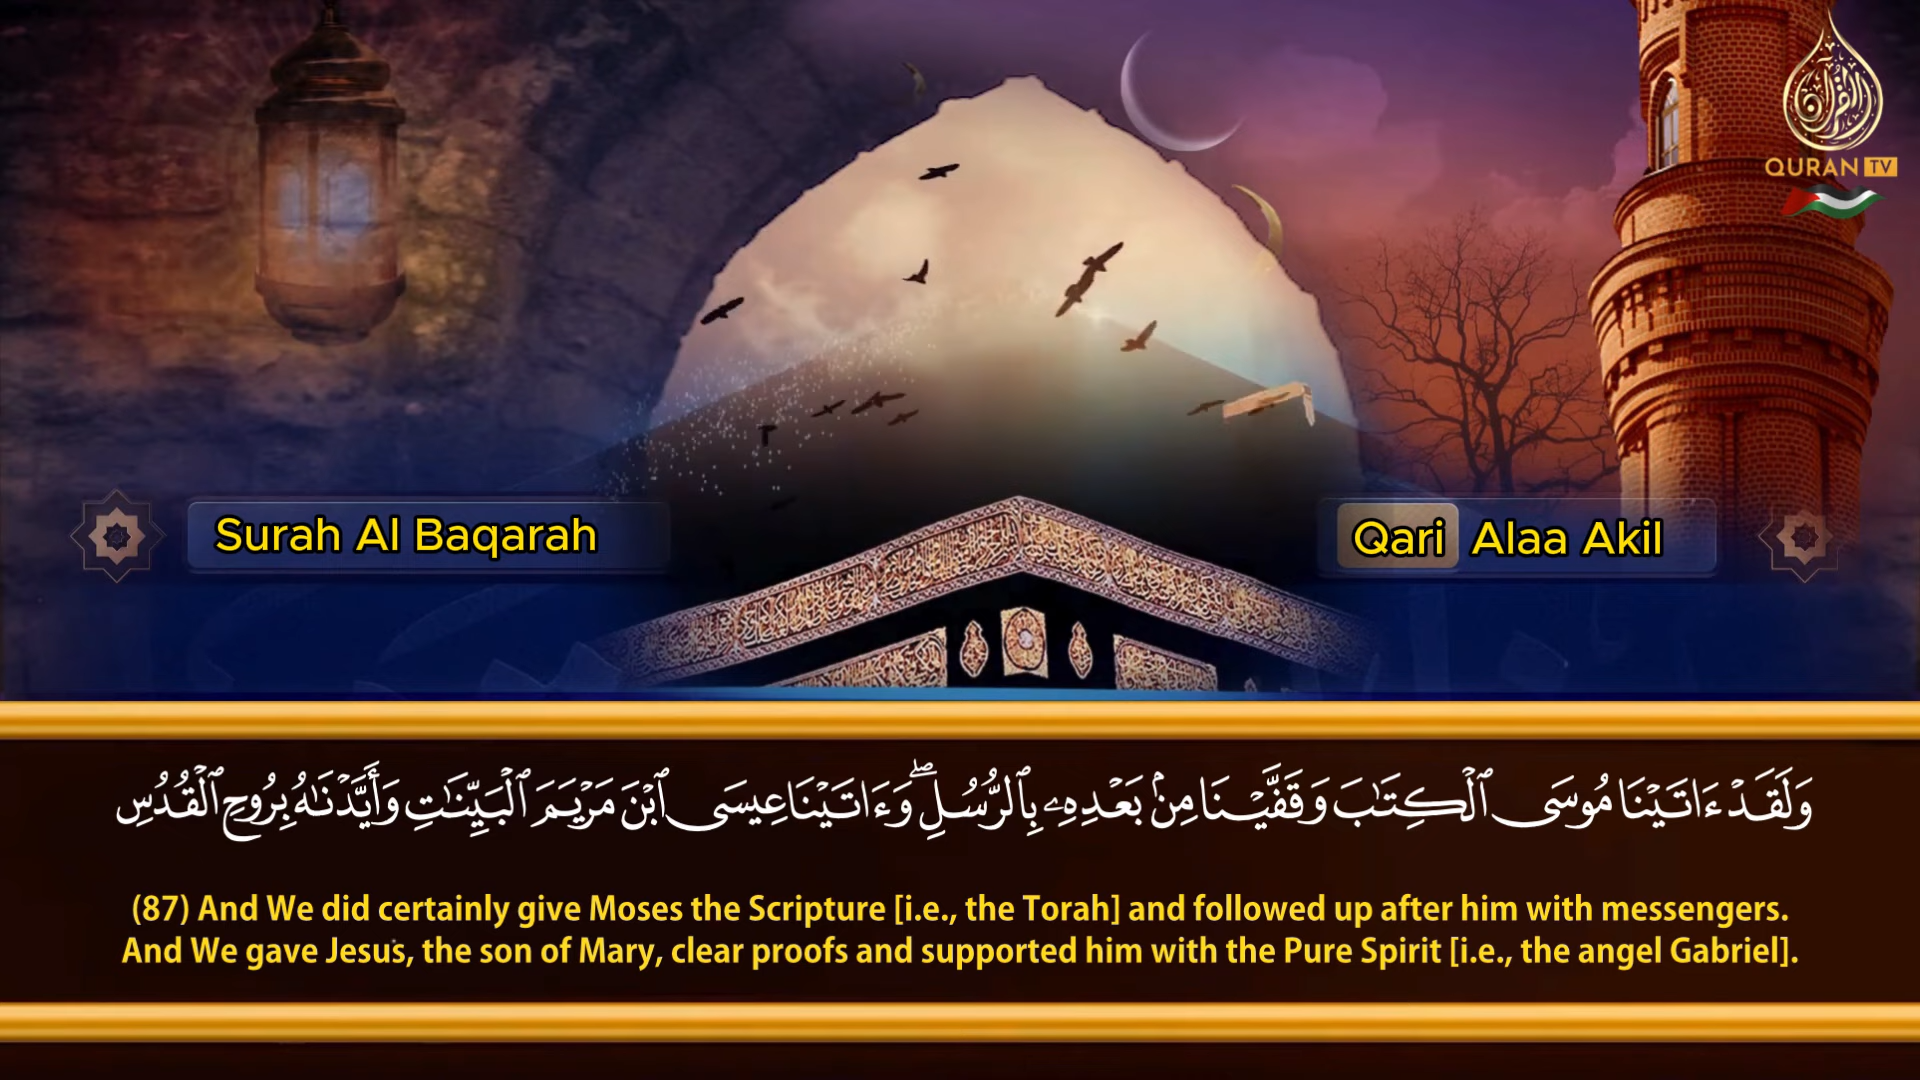 القرآن
QURAN TV
Surah Al Baqarah
Qari Alaa Akil
وَلَقَدْ ءَاتَيْنَا مُوسَى ٱلْكِتَٰبَ وَقَفَّيْنَا مِنۢ بَعْدِهِۦ بِٱلرُّسُلِ ۖ وَءَاتَيْنَا عِيسَى ٱبْنَ مَرْيَمَ ٱلْبَيِّنَٰتِ وَأَيَّدْنَٰهُ بِرُوحِ ٱلْقُدُسِ
(87) And We did certainly give Moses the Scripture [i.e., the Torah] and followed up after him with messengers.
And We gave Jesus, the son of Mary, clear proofs and supported him with the Pure Spirit [i.e., the angel Gabriel].